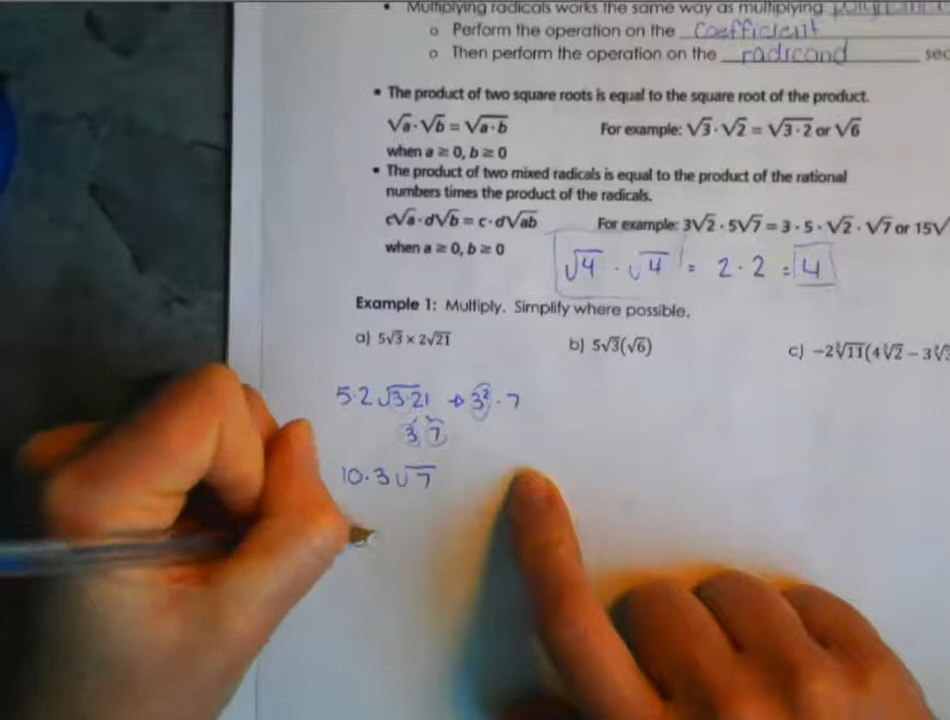 • Multiplying radicals works the same way as multiplying
o Perform the operation on the coefficient
o Then perform the operation on the radicand sec
• The product of two square roots is equal to the square root of the product.
√a · √b = √a · b For example: √3 · √2 = √3 · 2 or √6
when a ≥ 0, b ≥ 0
• The product of two mixed radicals is equal to the product of the rational
numbers times the product of the radicals.
c√a · d√b = c · d√ab For example: 3√2 · 5√7 = 3 · 5 · √2 · √7 or 15√
when a ≥ 0, b ≥ 0
√4 · √4 = 2 · 2 = 4
Example 1: Multiply. Simplify where possible.
a) 5√3 × 2√21 b) 5√3(√6) c) −2∛11(4∛2 − 3∛3
5·2√3·21 → 3² · 7
3 7
10·3√7